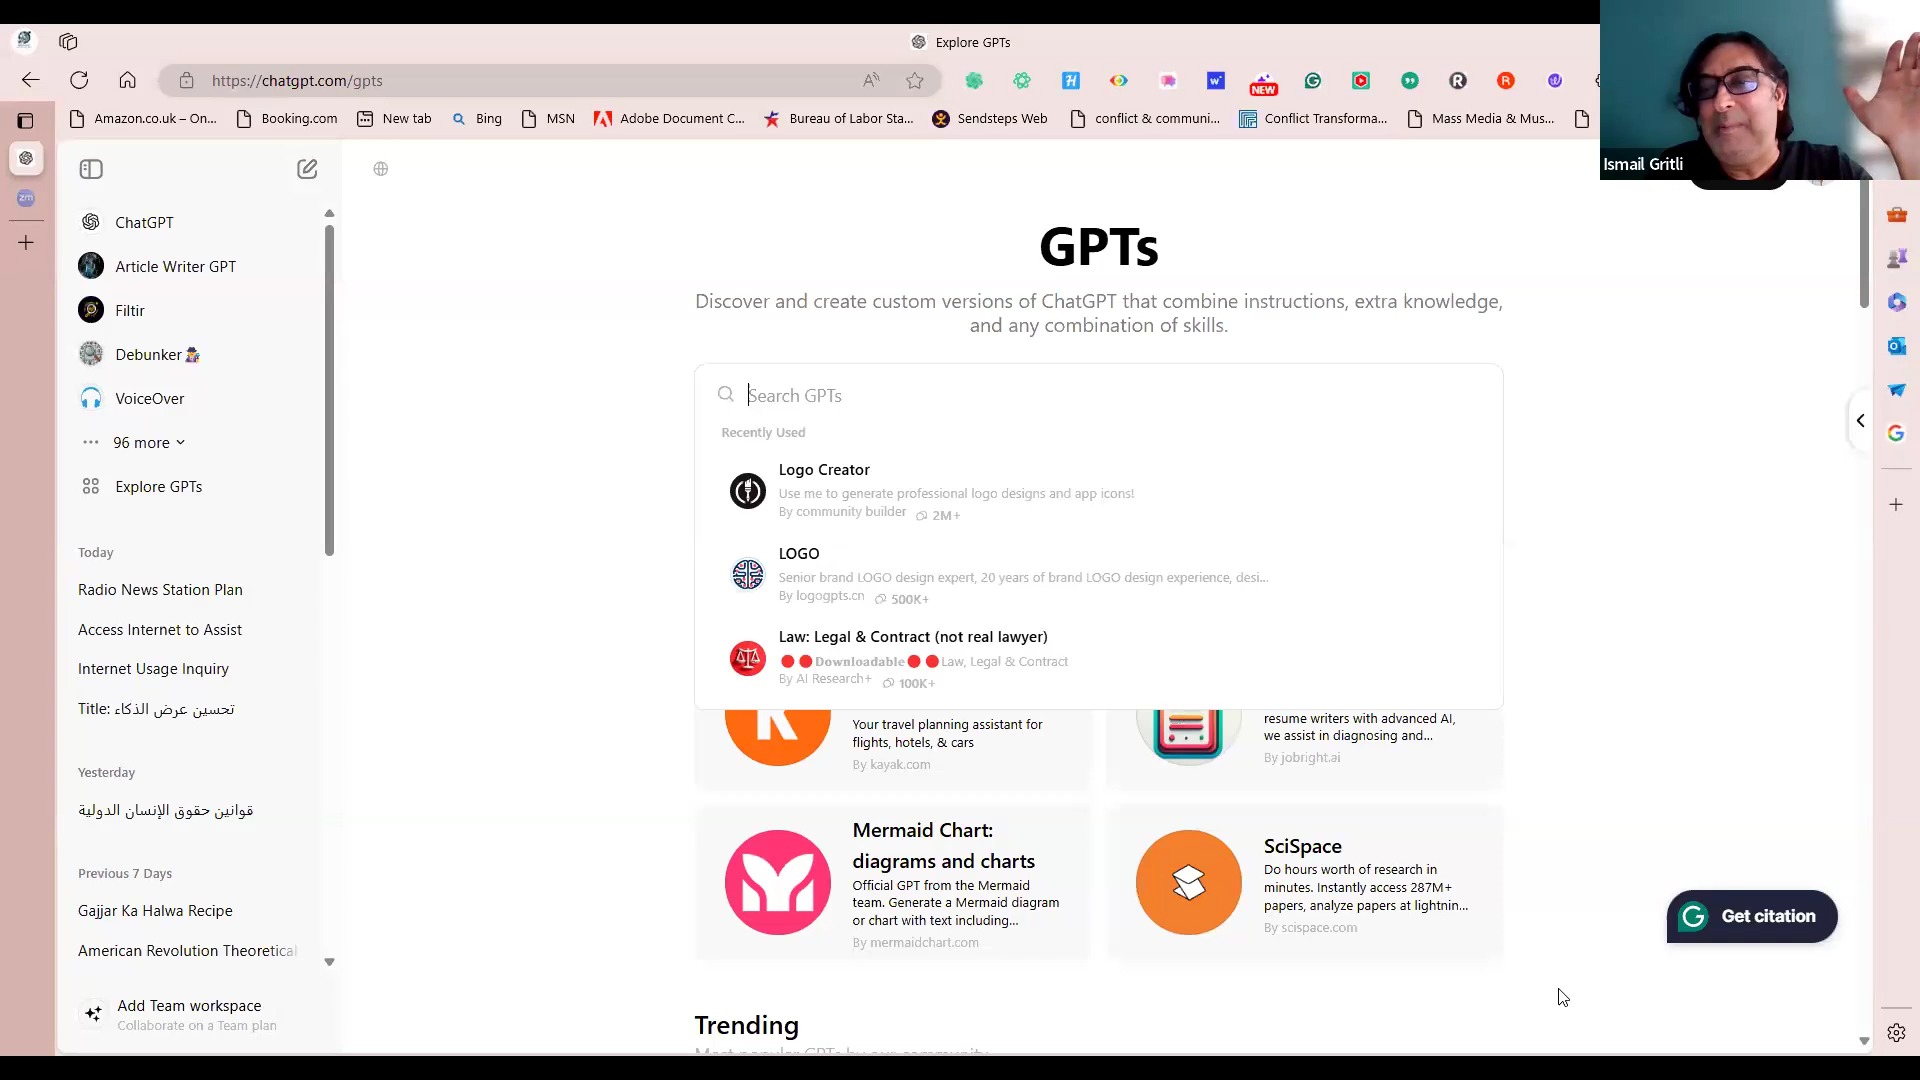 Explore GPTs
https://chatgpt.com/gpts
NEW
Amazon.co.uk – On...
Booking.com
New tab
Bing
MSN
Adobe Document C...
Bureau of Labor Sta...
Sendsteps Web
conflict & communi...
Conflict Transforma...
Mass Media & Mus...
Ismail Gritli
zm
ChatGPT
Article Writer GPT
Filtir
Debunker
VoiceOver
96 more
Explore GPTs
Today
Radio News Station Plan
Access Internet to Assist
Internet Usage Inquiry
Title: تحسين عرض الذكاء
Yesterday
قوانين حقوق الإنسان الدولية
Previous 7 Days
Gajjar Ka Halwa Recipe
American Revolution Theoretical
Add Team workspace
Collaborate on a Team plan
GPTs
Discover and create custom versions of ChatGPT that combine instructions, extra knowledge,
and any combination of skills.
Search GPTs
Recently Used
Logo Creator
Use me to generate professional logo designs and app icons!
By community builder 2M+
LOGO
Senior brand LOGO design expert, 20 years of brand LOGO design experience, desi...
By logogpts.cn 500K+
Law: Legal & Contract (not real lawyer)
🔴🔴Downloadable🔴🔴Law, Legal & Contract
By AI Research+ 100K+
Your travel planning assistant for
flights, hotels, & cars
By kayak.com
resume writers with advanced AI,
we assist in diagnosing and...
By jobright.ai
Mermaid Chart:
diagrams and charts
Official GPT from the Mermaid
team. Generate a Mermaid diagram
or chart with text including...
By mermaidchart.com
SciSpace
Do hours worth of research in
minutes. Instantly access 287M+
papers, analyze papers at lightnin...
By scispace.com
Get citation
Trending